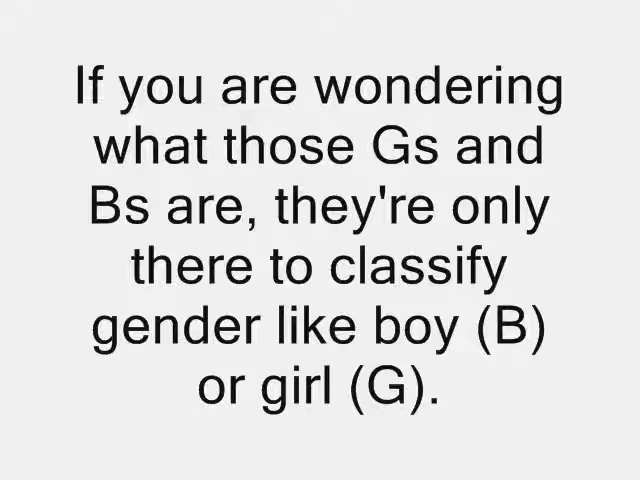 If you are wondering
what those Gs and
Bs are, they're only
there to classify
gender like boy (B)
or girl (G).